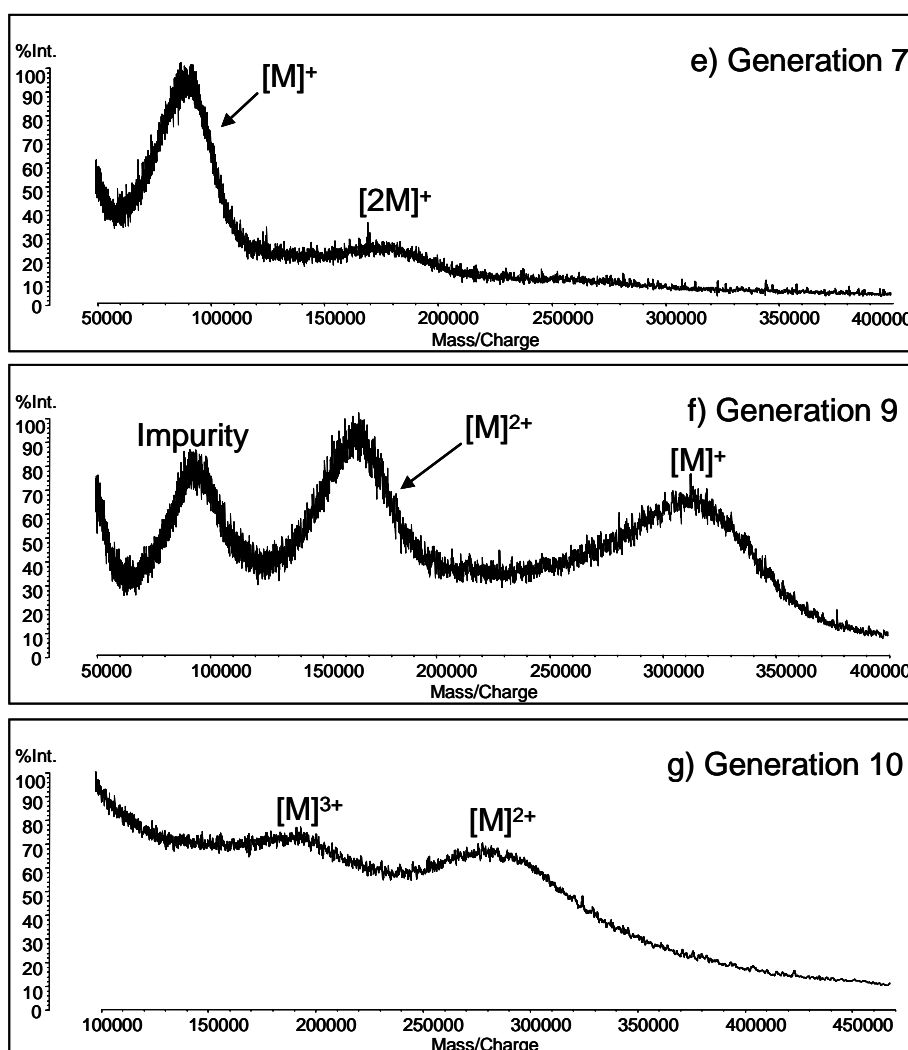 %Int.
e) Generation 7
[M]⁺
100
90
80
70
60
50
40
30
20
10
0
[2M]⁺
50000 100000 150000 200000 250000 300000 350000 400000
Mass/Charge
%Int.
f) Generation 9
Impurity
[M]²⁺
[M]⁺
100
90
80
70
60
50
40
30
20
10
0
50000 100000 150000 200000 250000 300000 350000 400000
Mass/Charge
%Int.
g) Generation 10
[M]³⁺
[M]²⁺
100
90
80
70
60
50
40
30
20
10
0
100000 150000 200000 250000 300000 350000 400000 450000
Mass/Charge